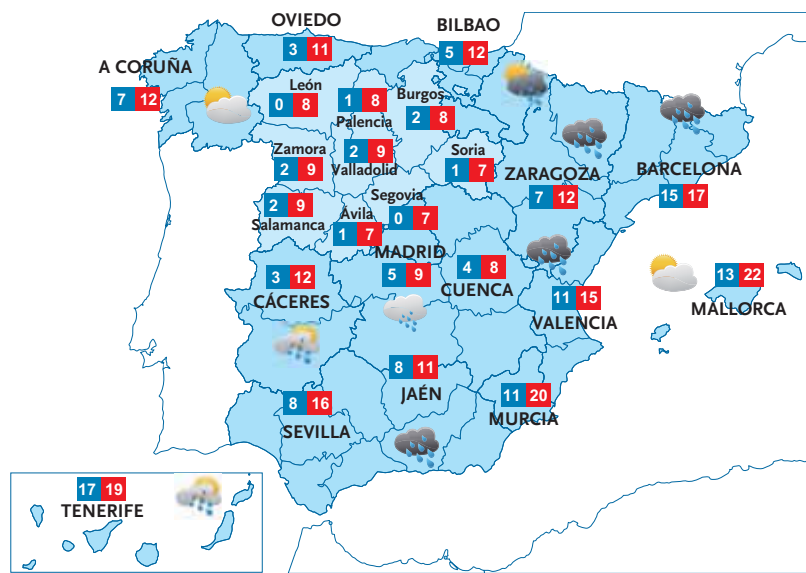 OVIEDO
3 11
BILBAO
5 12
A CORUÑA
7 12
León
0 8
1 8
Palencia
Burgos
2 8
Zamora
2 9
2 9
Valladolid
Soria
1 7
ZARAGOZA
7 12
BARCELONA
15 17
2 9
Salamanca
Segovia
0 7
Ávila
1 7
MADRID
5 9
4 8
CUENCA
3 12
CÁCERES
11 15
VALENCIA
13 22
MALLORCA
8 11
JAÉN
8 16
SEVILLA
11 20
MURCIA
17 19
TENERIFE